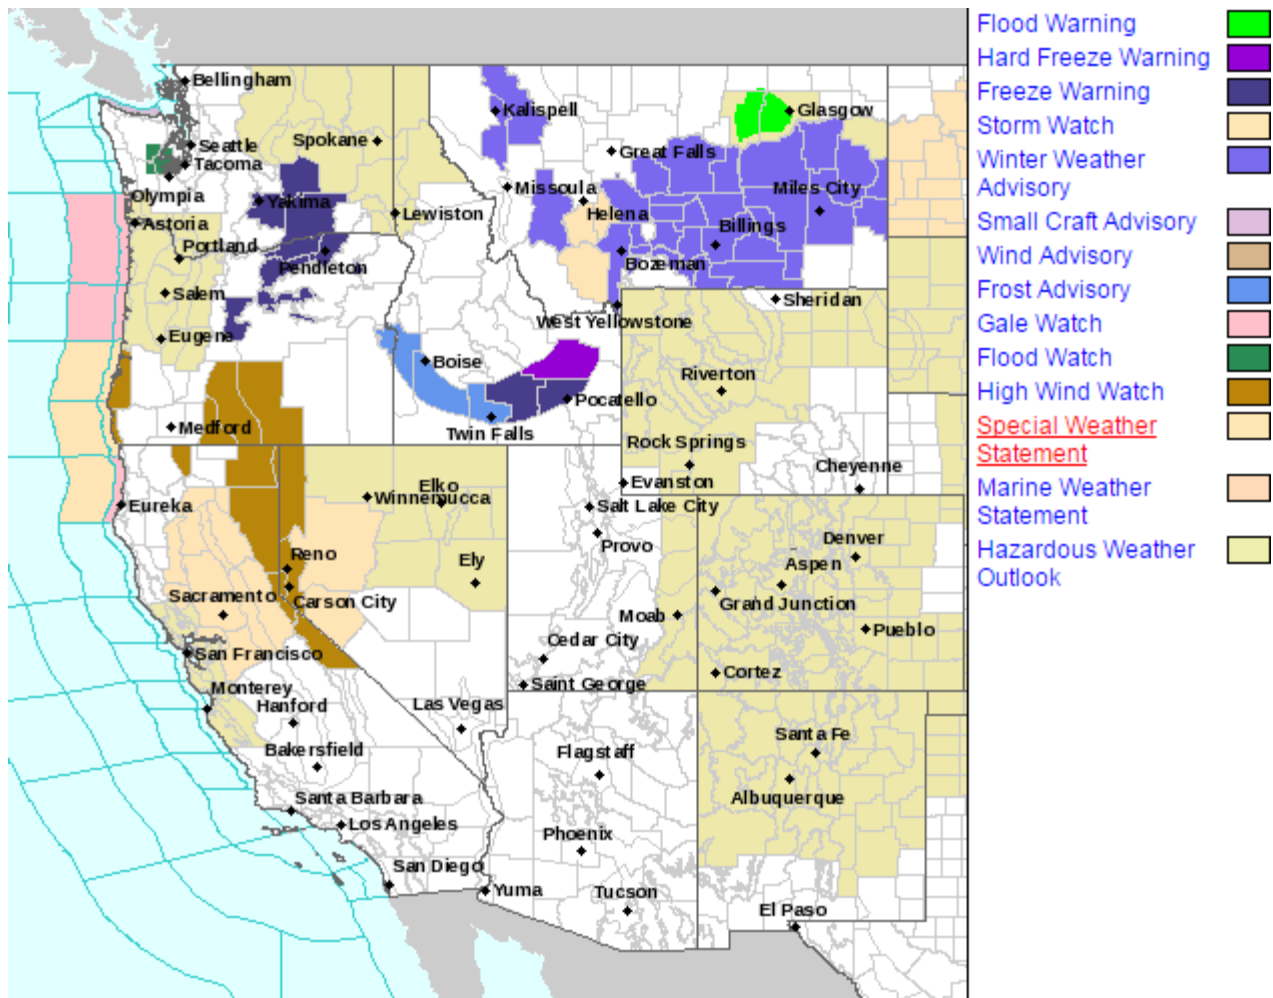 Flood Warning
Hard Freeze Warning
Freeze Warning
Storm Watch
Winter Weather
Advisory
Small Craft Advisory
Wind Advisory
Frost Advisory
Gale Watch
Flood Watch
High Wind Watch
Special Weather
Statement
Marine Weather
Statement
Hazardous Weather
Outlook
Bellingham
Kalispell
Glasgow
Seattle
Spokane
Great Falls
Tacoma
Olympia
Yakima
Missoula
Miles City
Astoria
Lewiston
Helena
Billings
Portland
Pendleton
Bozeman
Salem
Sheridan
Eugene
West Yellowstone
Boise
Riverton
Pocatello
Medford
Twin Falls
Rock Springs
Cheyenne
Elko
Winnemucca
Evanston
Eureka
Salt Lake City
Provo
Denver
Reno
Ely
Aspen
Sacramento
Carson City
Grand Junction
Moab
Pueblo
Cedar City
San Francisco
Cortez
Saint George
Monterey
Hanford
Las Vegas
Santa Fe
Bakersfield
Flagstaff
Albuquerque
Santa Barbara
Los Angeles
Phoenix
San Diego
Yuma
Tucson
El Paso